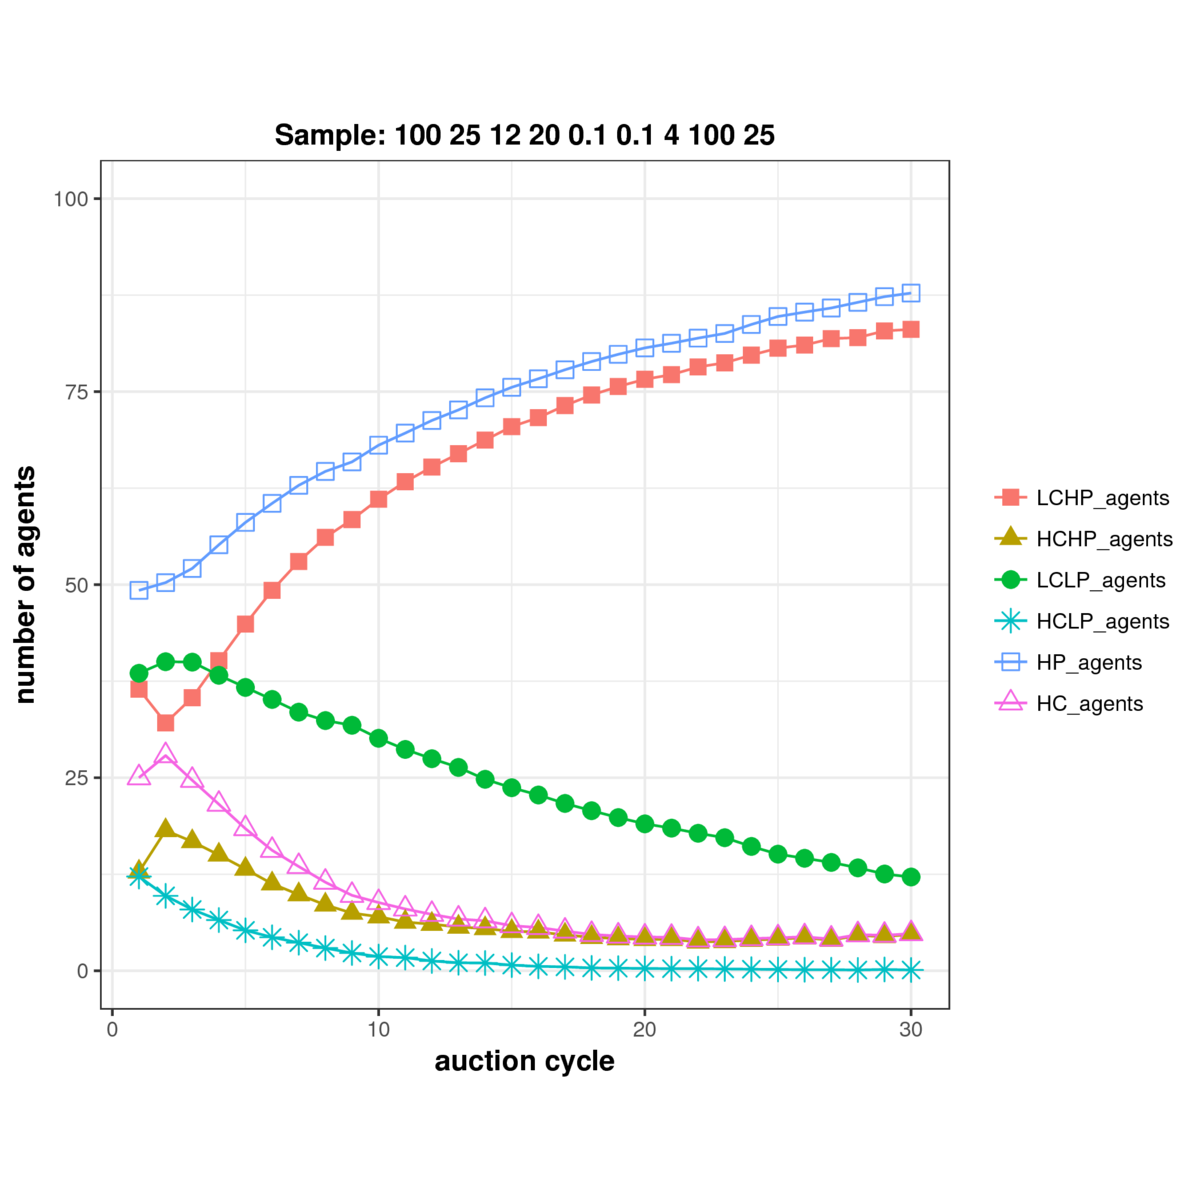 Sample: 100 25 12 20 0.1 0.1 4 100 25
number of agents
100
75
50
25
0
0 10 20 30
auction cycle
LCHP_agents
HCHP_agents
LCLP_agents
HCLP_agents
HP_agents
HC_agents